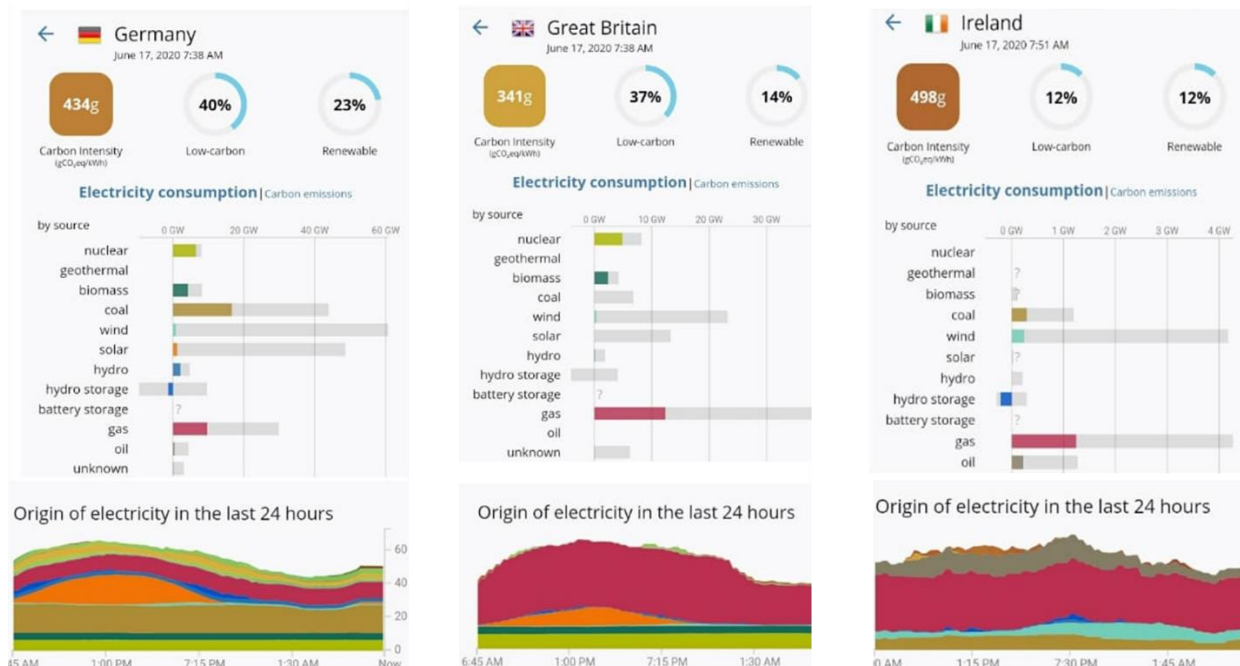 ← Germany
June 17, 2020 7:38 AM
434g
40%
23%
Carbon Intensity
(gCO₂eq/kWh)
Low-carbon
Renewable
Electricity consumption | Carbon emissions
by source
0 GW 20 GW 40 GW 60 GW
nuclear
geothermal
biomass
coal
wind
solar
hydro
hydro storage
battery storage ?
gas
oil
unknown
Origin of electricity in the last 24 hours
60
40
20
0
45 AM 1:00 PM 7:15 PM 1:30 AM Now
← Great Britain
June 17, 2020 7:38 AM
341g
37%
14%
Carbon Intensity
(gCO₂eq/kWh)
Low-carbon
Renewable
Electricity consumption | Carbon emissions
by source
0 GW 10 GW 20 GW 30 GW
nuclear
geothermal
biomass
coal
wind
solar
hydro
hydro storage
battery storage ?
gas
oil
unknown
Origin of electricity in the last 24 hours
6:45 AM 1:00 PM 7:15 PM 1:30 AM
← Ireland
June 17, 2020 7:51 AM
498g
12%
12%
Carbon Intensity
(gCO₂eq/kWh)
Low-carbon
Renewable
Electricity consumption | Carbon emissions
by source
0 GW 1 GW 2 GW 3 GW 4 GW
nuclear
geothermal ?
biomass ?
coal
wind
solar ?
hydro
hydro storage
battery storage ?
gas
oil
Origin of electricity in the last 24 hours
0 AM 1:15 PM 7:30 PM 1:45 AM